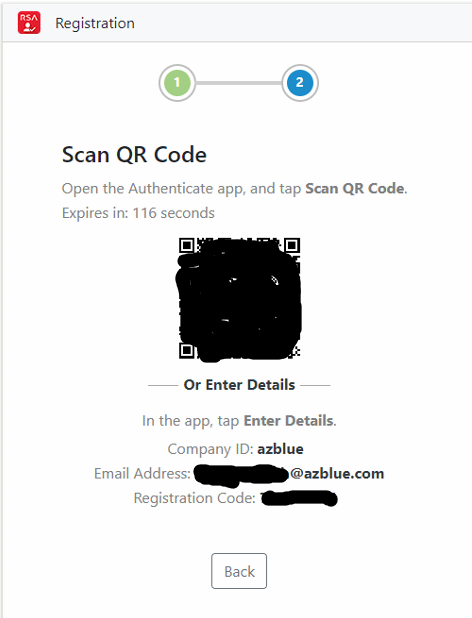 RSA
Registration
1
2
Scan QR Code
Open the Authenticate app, and tap Scan QR Code.
Expires in: 116 seconds
Or Enter Details
In the app, tap Enter Details.
Company ID: azblue
Email Address: @azblue.com
Registration Code:
Back